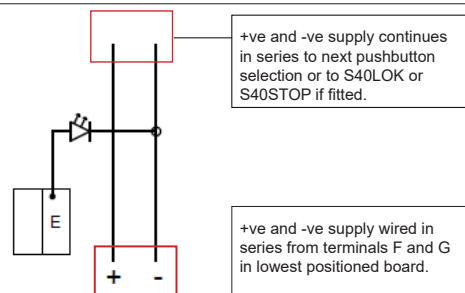 +ve and -ve supply continues
in series to next pushbutton
selection or to S40LOK or
S40STOP if fitted.
E
+ve and -ve supply wired in
series from terminals F and G
in lowest positioned board.
+ -